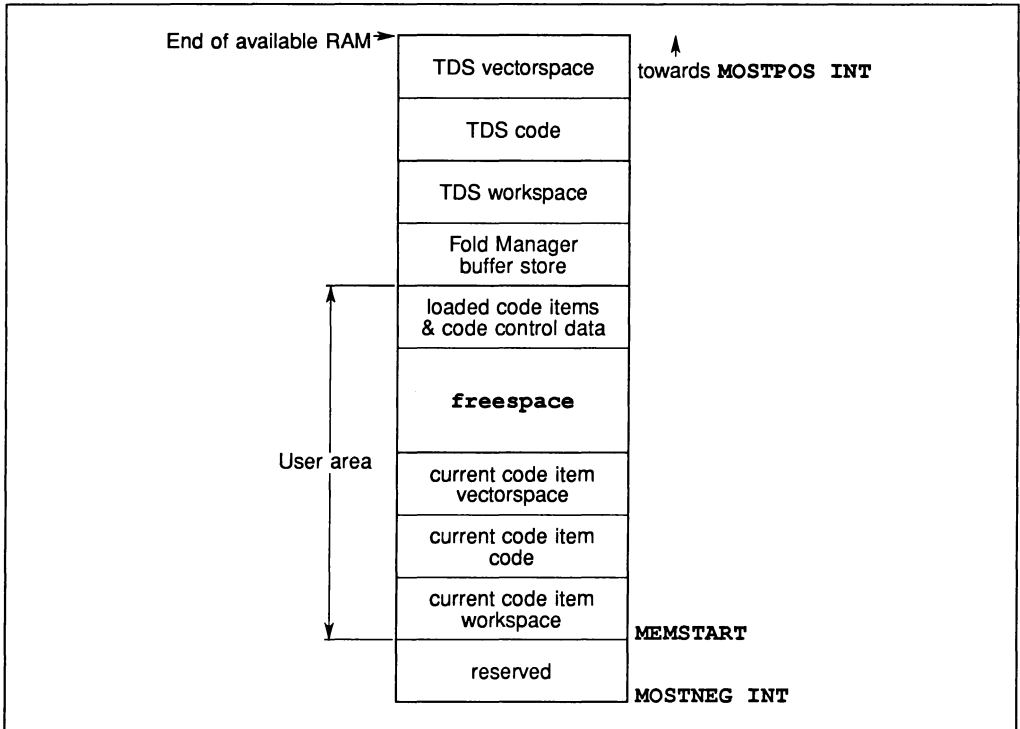 End of available RAM
TDS vectorspace
towards MOSTPOS INT
TDS code
TDS workspace
Fold Manager
buffer store
loaded code items
& code control data
freespace
User area
current code item
vectorspace
current code item
code
current code item
workspace
MEMSTART
reserved
MOSTNEG INT